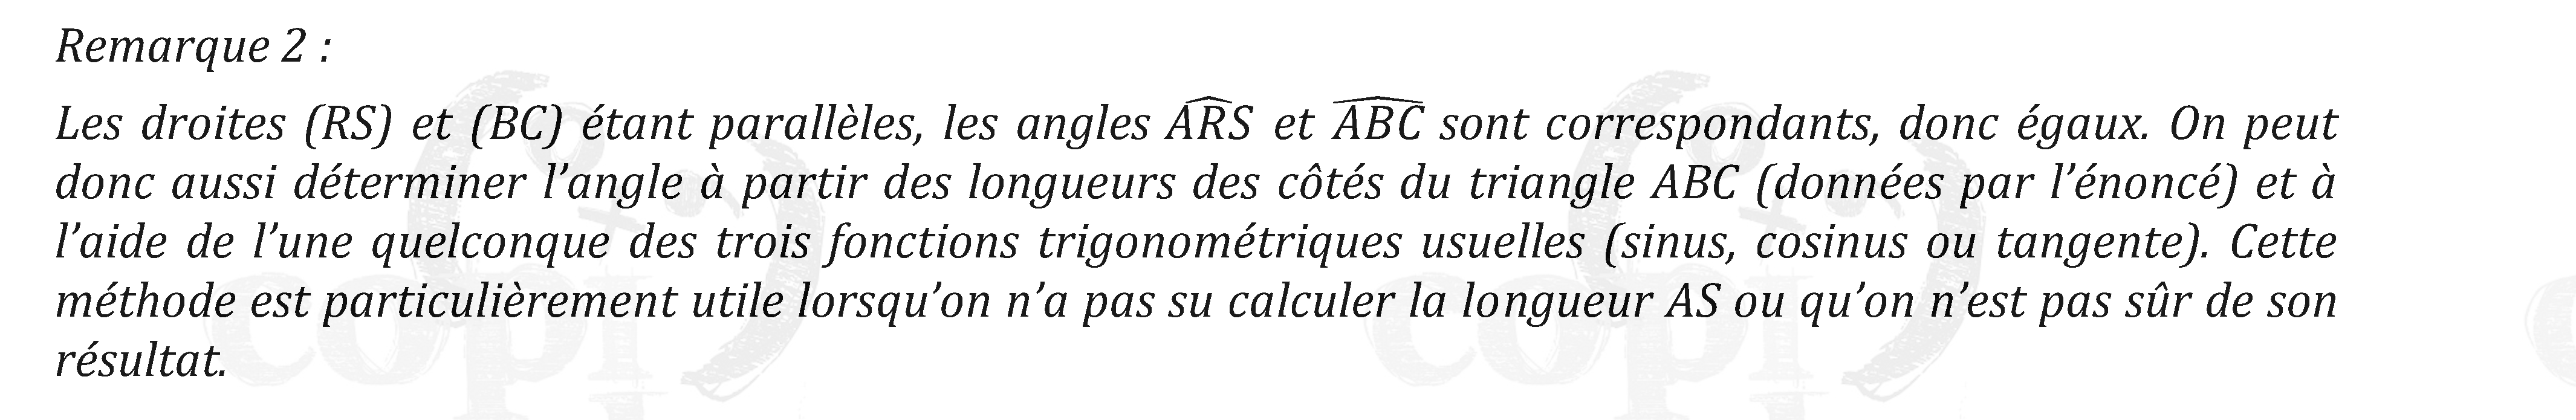 Remarque 2 :
Les droites (RS) et (BC) étant parallèles, les angles \widehat{ARS} et \widehat{ABC} sont correspondants, donc égaux. On peut
donc aussi déterminer l’angle à partir des longueurs des côtés du triangle ABC (données par l’énoncé) et à
l’aide de l’une quelconque des trois fonctions trigonométriques usuelles (sinus, cosinus ou tangente). Cette
méthode est particulièrement utile lorsqu’on n’a pas su calculer la longueur AS ou qu’on n’est pas sûr de son
résultat.